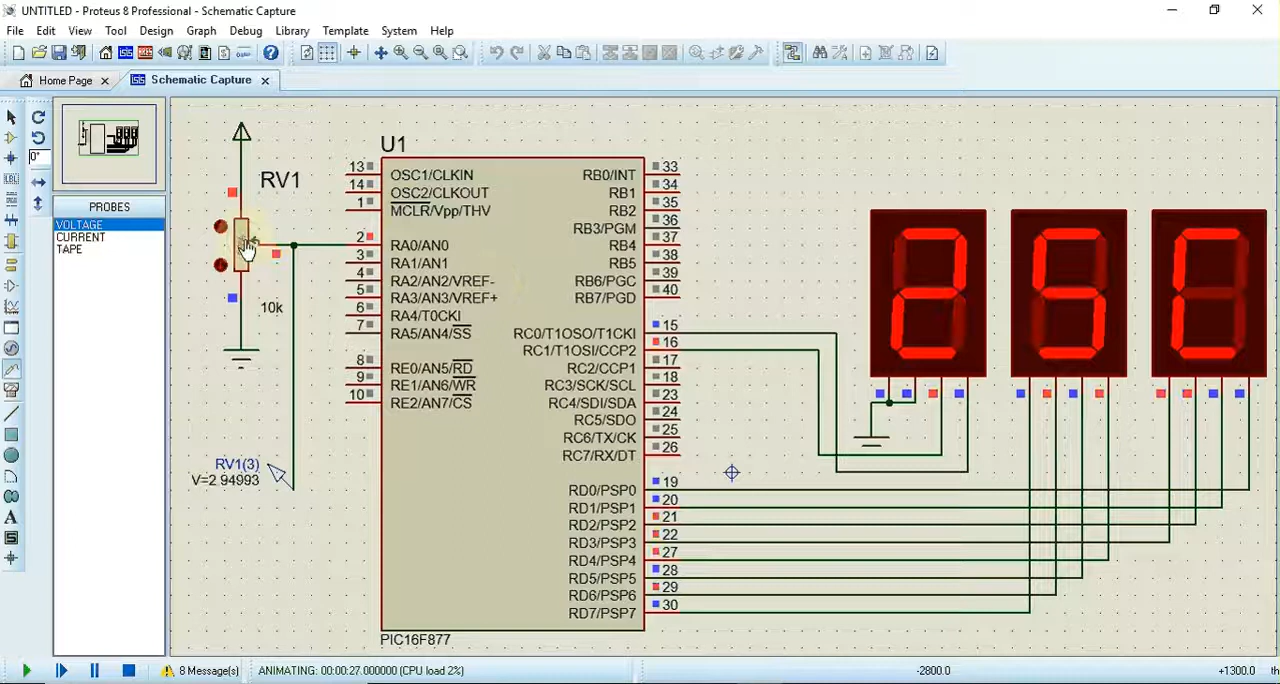 UNTITLED - Proteus 8 Professional - Schematic Capture
File Edit View Tool Design Graph Debug Library Template System Help
Home Page
Schematic Capture
0°
LBL
PROBES
VOLTAGE
CURRENT
TAPE
RV1
10k
RV1(3)
V=2.94993
U1
13 OSC1/CLKIN
14 OSC2/CLKOUT
1 MCLR/Vpp/THV
2 RA0/AN0
3 RA1/AN1
4 RA2/AN2/VREF-
5 RA3/AN3/VREF+
6 RA4/T0CKI
7 RA5/AN4/SS
8 RE0/AN5/RD
9 RE1/AN6/WR
10 RE2/AN7/CS
RB0/INT 33
RB1 34
RB2 35
RB3/PGM 36
RB4 37
RB5 38
RB6/PGC 39
RB7/PGD 40
RC0/T1OSO/T1CKI 15
RC1/T1OSI/CCP2 16
RC2/CCP1 17
RC3/SCK/SCL 18
RC4/SDI/SDA 23
RC5/SDO 24
RC6/TX/CK 25
RC7/RX/DT 26
RD0/PSP0 19
RD1/PSP1 20
RD2/PSP2 21
RD3/PSP3 22
RD4/PSP4 27
RD5/PSP5 28
RD6/PSP6 29
RD7/PSP7 30
PIC16F877
25C
8 Message(s)
ANIMATING: 00:00:27.000000 (CPU load 2%)
-2800.0
+1300.0
th